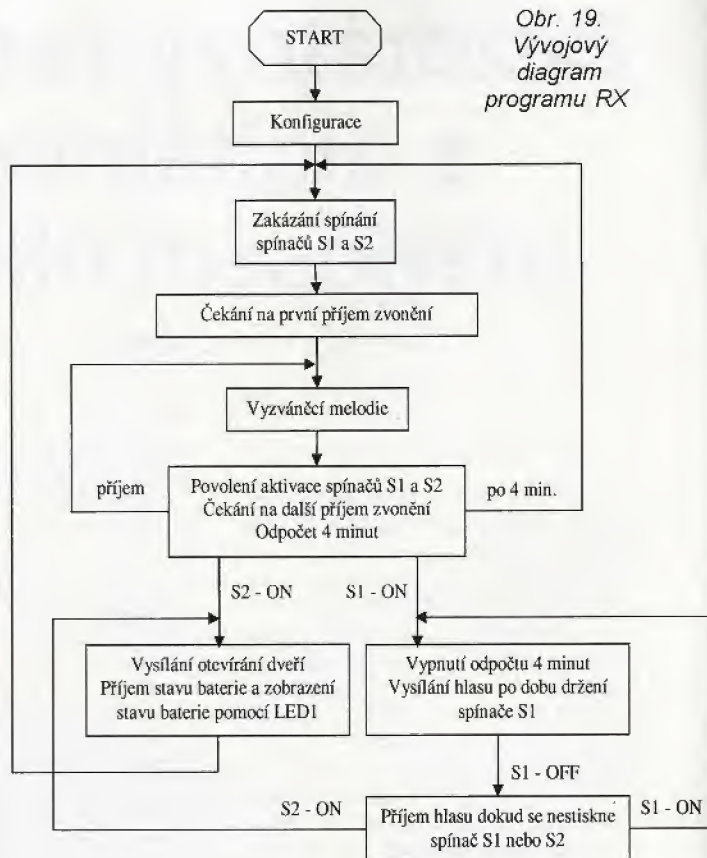 START
Obr. 19.
Vývojový
diagram
programu RX
Konfigurace
Zakázání spínání
spínačů S1 a S2
Čekání na první příjem zvonění
Vyzváněcí melodie
příjem
Povolení aktivace spínačů S1 a S2
Čekání na další příjem zvonění
Odpočet 4 minut
po 4 min.
S2 - ON
S1 - ON
Vysílání otevírání dveří
Příjem stavu baterie a zobrazení
stavu baterie pomocí LED1
Vypnutí odpočtu 4 minut
Vysílání hlasu po dobu držení
spínače S1
S1 - OFF
S2 - ON
Příjem hlasu dokud se nestiskne
spínač S1 nebo S2
S1 - ON